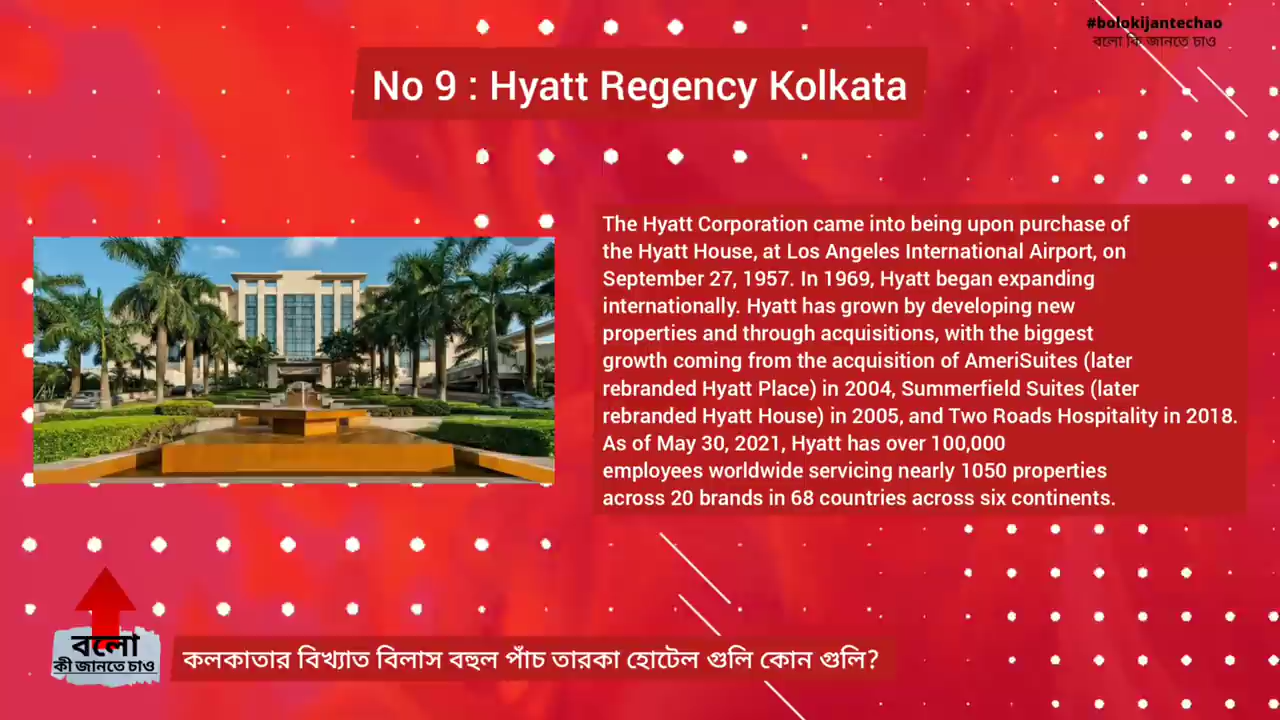 #bolokijantechao
বলো কি জানতে চাও
No 9 : Hyatt Regency Kolkata
The Hyatt Corporation came into being upon purchase of
the Hyatt House, at Los Angeles International Airport, on
September 27, 1957. In 1969, Hyatt began expanding
internationally. Hyatt has grown by developing new
properties and through acquisitions, with the biggest
growth coming from the acquisition of AmeriSuites (later
rebranded Hyatt Place) in 2004, Summerfield Suites (later
rebranded Hyatt House) in 2005, and Two Roads Hospitality in 2018.
As of May 30, 2021, Hyatt has over 100,000
employees worldwide servicing nearly 1050 properties
across 20 brands in 68 countries across six continents.
বলো
কী জানতে চাও
কলকাতার বিখ্যাত বিলাস বহুল পাঁচ তারকা হোটেল গুলি কোন গুলি?